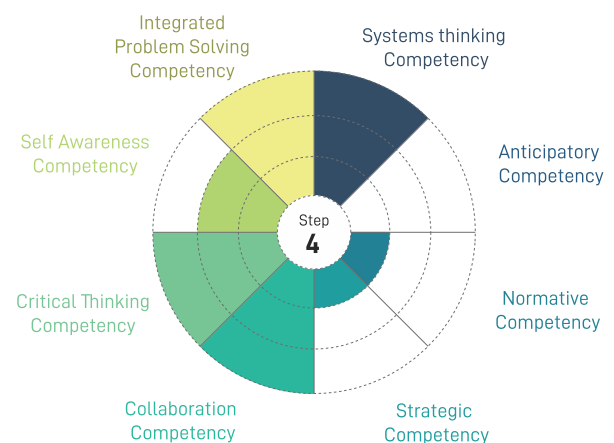 Integrated
Problem Solving
Competency
Systems thinking
Competency
Self Awareness
Competency
Anticipatory
Competency
Step
4
Critical Thinking
Competency
Normative
Competency
Collaboration
Competency
Strategic
Competency